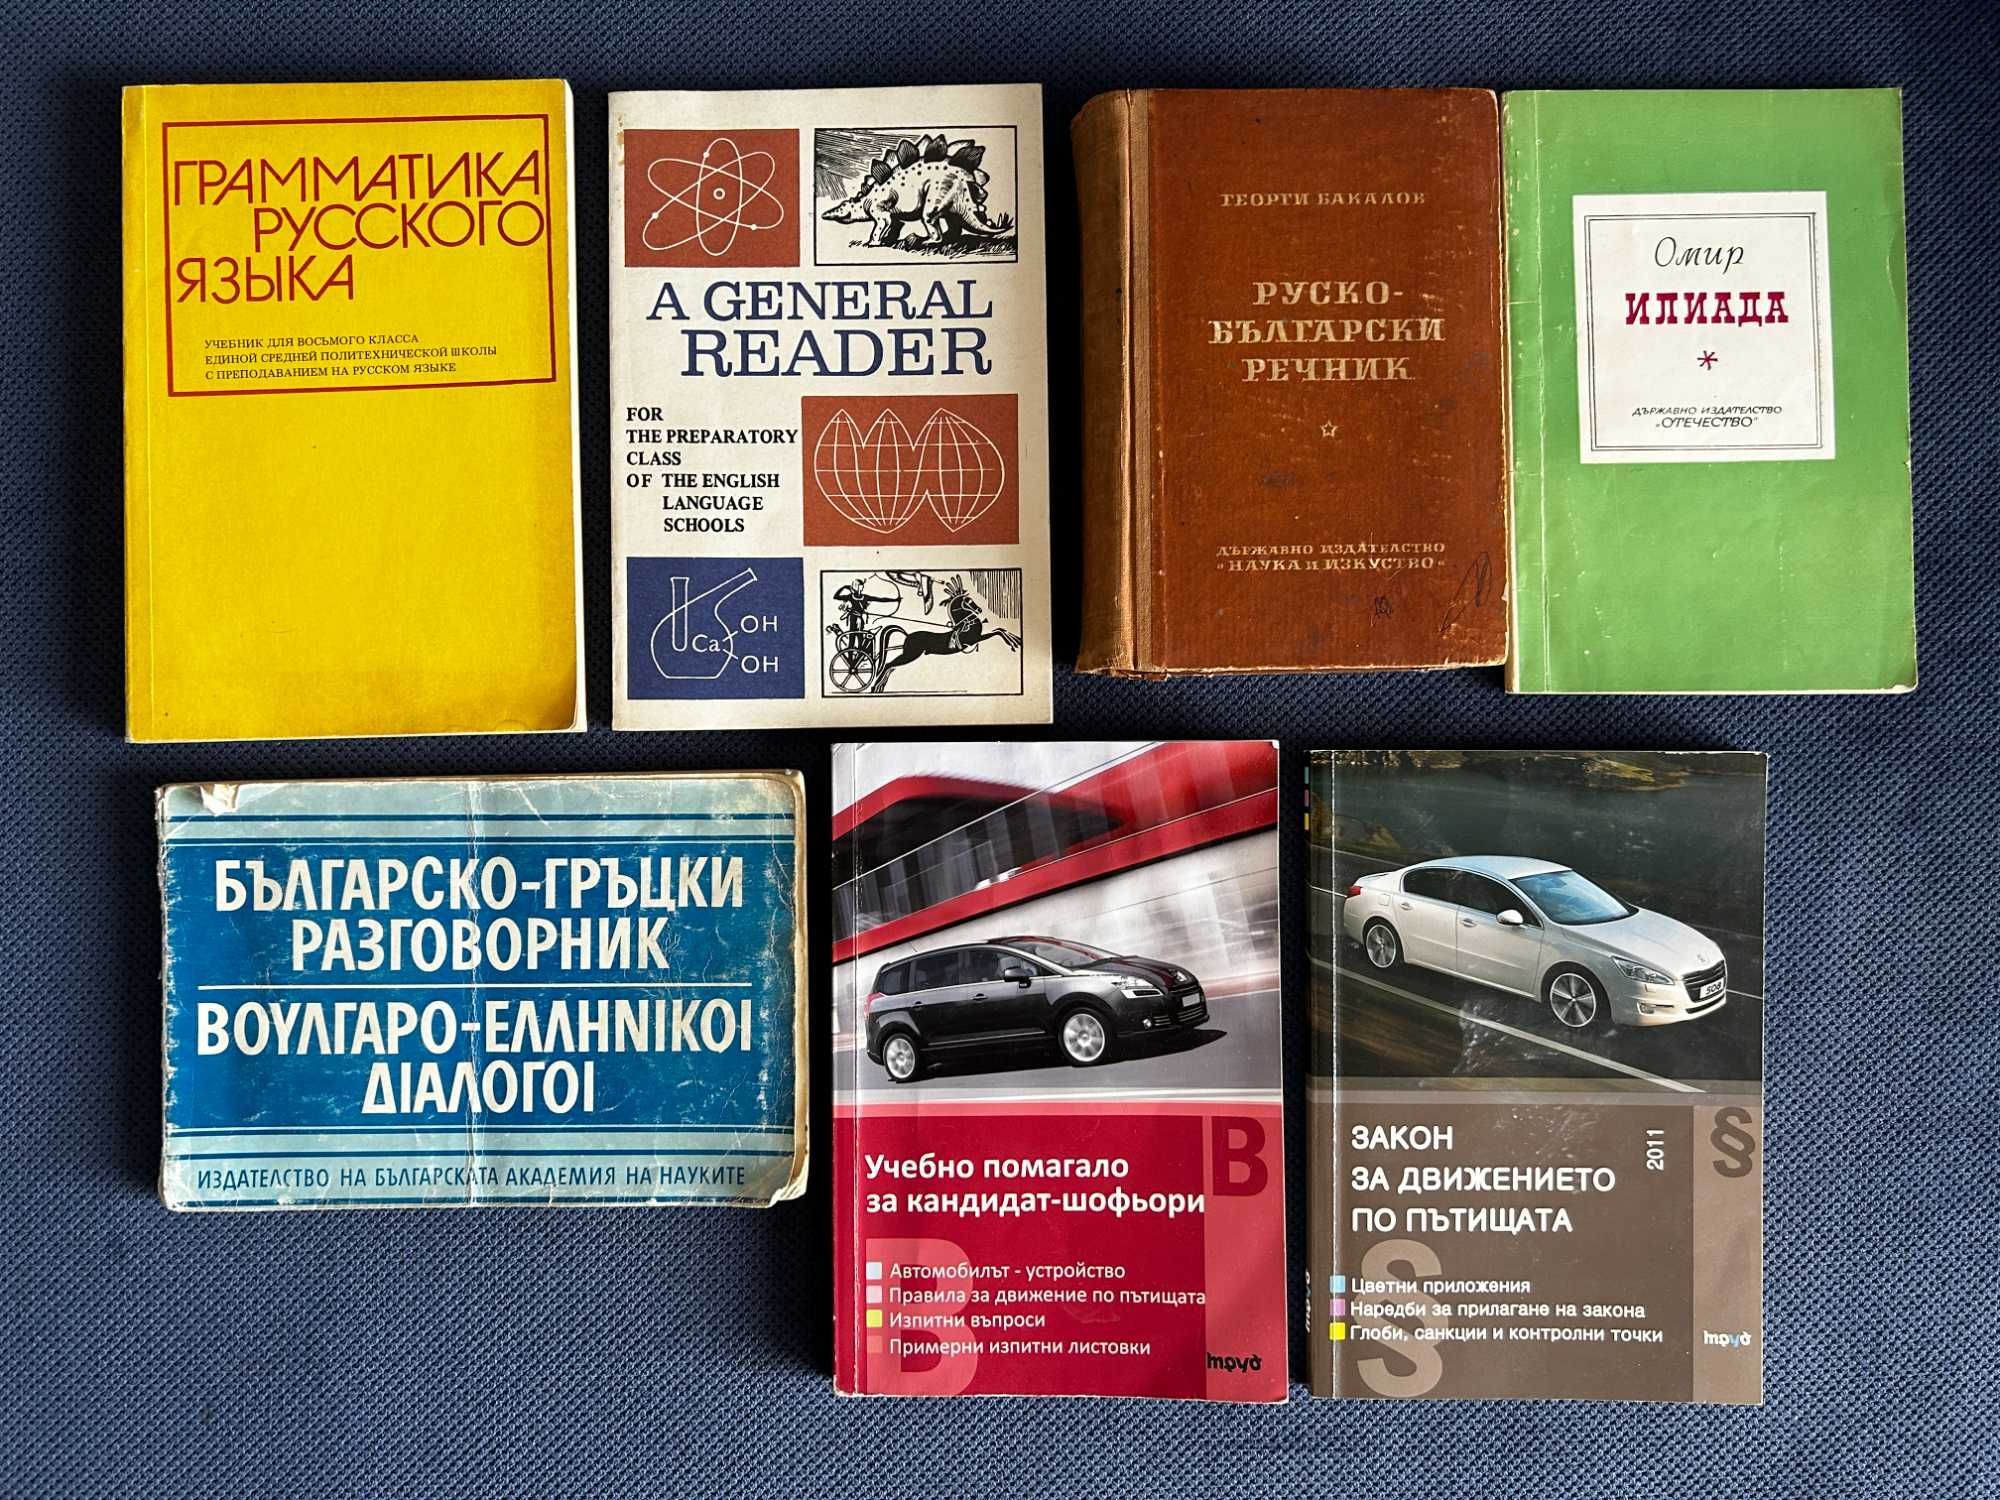 ГРАММАТИКА
РУССКОГО
ЯЗЫКА
УЧЕБНИК ДЛЯ ВОСЬМОГО КЛАССА
ЕДИНОЙ СРЕДНЕЙ ПОЛИТЕХНИЧЕСКОЙ ШКОЛЫ
С ПРЕПОДАВАНИЕМ НА РУССКОМ ЯЗЫКЕ
A GENERAL
READER
FOR
THE PREPARATORY
CLASS
OF THE ENGLISH
LANGUAGE
SCHOOLS
Ca
OH
OH
ГЕОРГИ БАКАЛОВ
РУСКО-
БЪЛГАРСКИ
РЕЧНИК
ДЪРЖАВНО ИЗДАТЕЛСТВО
„НАУКА И ИЗКУСТВО“
Омир
ИЛИАДА
*
ДЪРЖАВНО ИЗДАТЕЛСТВО
„ОТЕЧЕСТВО“
БЪЛГАРСКО-ГРЪЦКИ
РАЗГОВОРНИК
ΒΟΥΛΓΑΡΟ-ΕΛΛΗΝΙΚΟΙ
ΔΙΑΛΟΓΟΙ
ИЗДАТЕЛСТВО НА БЪЛГАРСКАТА АКАДЕМИЯ НА НАУКИТЕ
B
Учебно помагало
за кандидат-шофьори
B
Автомобилът - устройство
Правила за движение по пътищата
Изпитни въпроси
Примерни изпитни листовки
труд
508
§
ЗАКОН
ЗА ДВИЖЕНИЕТО
ПО ПЪТИЩАТА
2011
§
Цветни приложения
Наредби за прилагане на закона
Глоби, санкции и контролни точки
труд